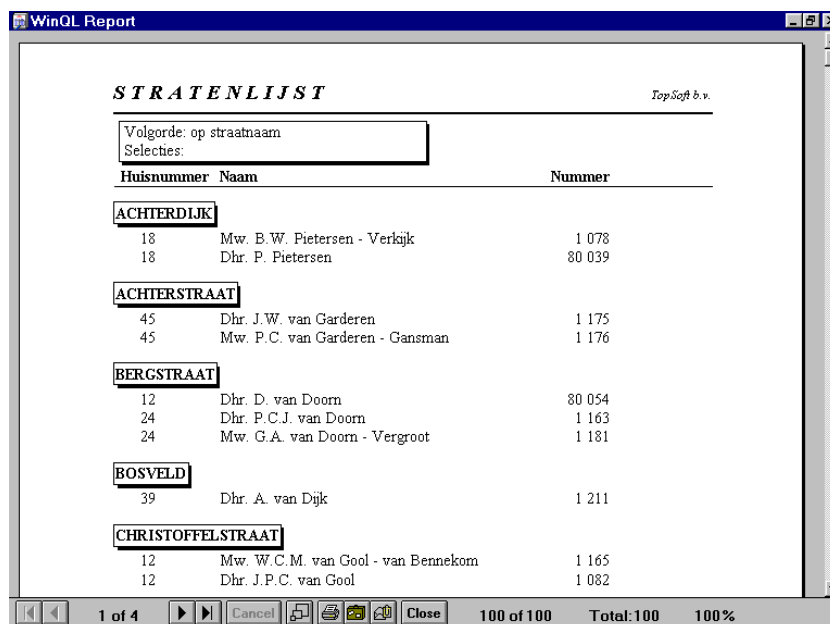 WinQL Report
STRATENLIJST TopSoft b.v.
Volgorde: op straatnaam
Selecties:
Huisnummer Naam Nummer
ACHTERDIJK
18 Mw. B.W. Pietersen - Verkijk 1 078
18 Dhr. P. Pietersen 80 039
ACHTERSTRAAT
45 Dhr. J.W. van Garderen 1 175
45 Mw. P.C. van Garderen - Gansman 1 176
BERGSTRAAT
12 Dhr. D. van Doorn 80 054
24 Dhr. P.C.J. van Doorn 1 163
24 Mw. G.A. van Doorn - Vergroot 1 181
BOSVELD
39 Dhr. A. van Dijk 1 211
CHRISTOFFELSTRAAT
12 Mw. W.C.M. van Gool - van Bennekom 1 165
12 Dhr. J.P.C. van Gool 1 082
1 of 4 Cancel Close 100 of 100 Total:100 100%